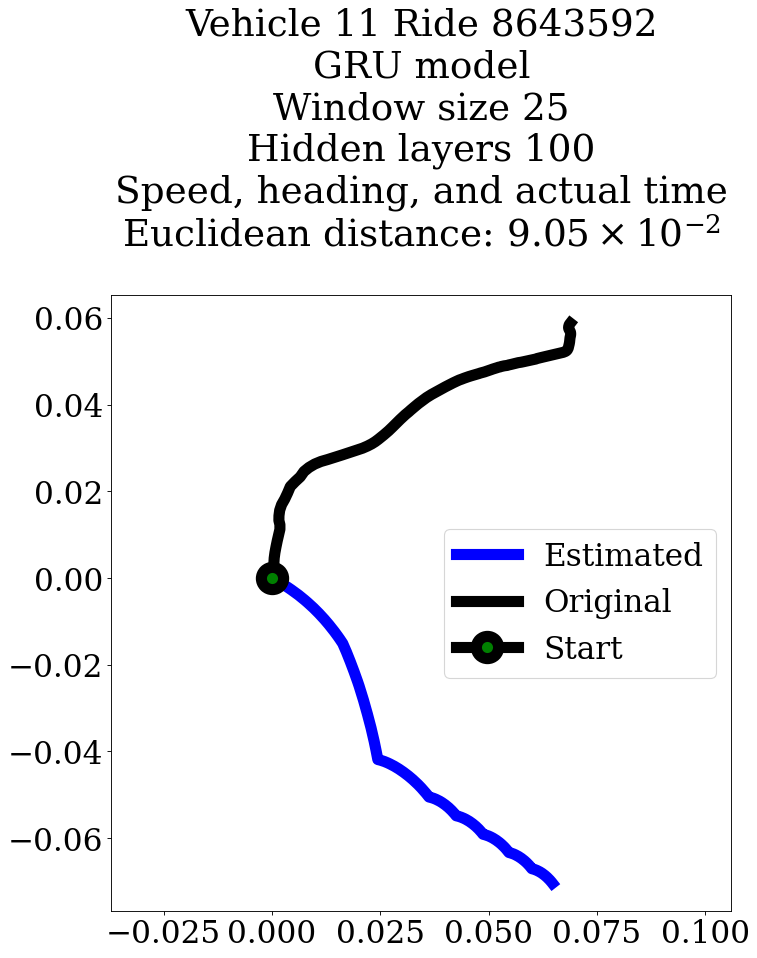 Vehicle 11 Ride 8643592
GRU model
Window size 25
Hidden layers 100
Speed, heading, and actual time
Euclidean distance: 9.05 × 10⁻²
0.06
0.04
0.02
0.00
−0.02
−0.04
−0.06
Estimated
Original
Start
−0.025 0.000 0.025 0.050 0.075 0.100